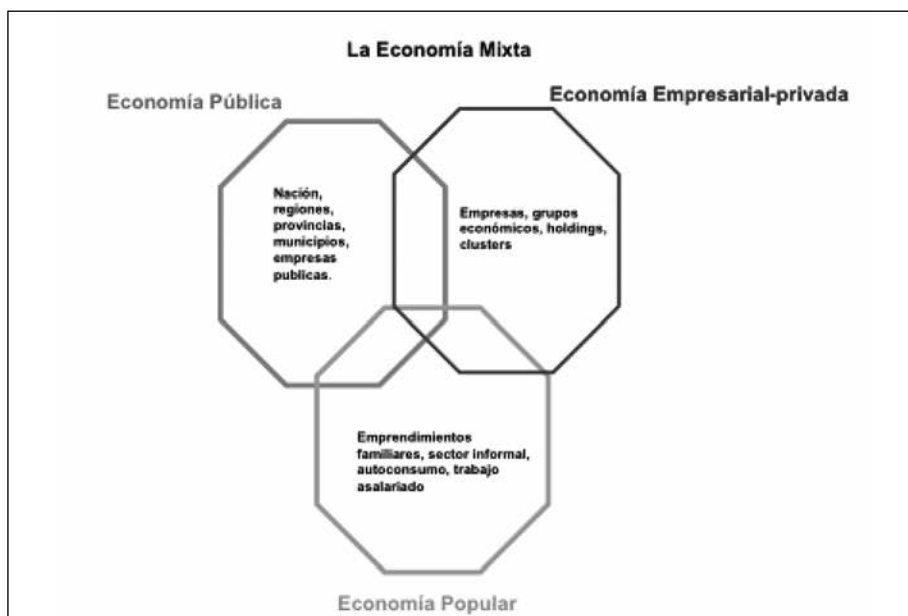 La Economía Mixta
Economía Pública
Economía Empresarial-privada
Nación,
regiones,
provincias,
municipios,
empresas
publicas.
Empresas, grupos
económicos, holdings,
clusters
Emprendimientos
familiares, sector informal,
autoconsumo, trabajo
asalariado
Economía Popular